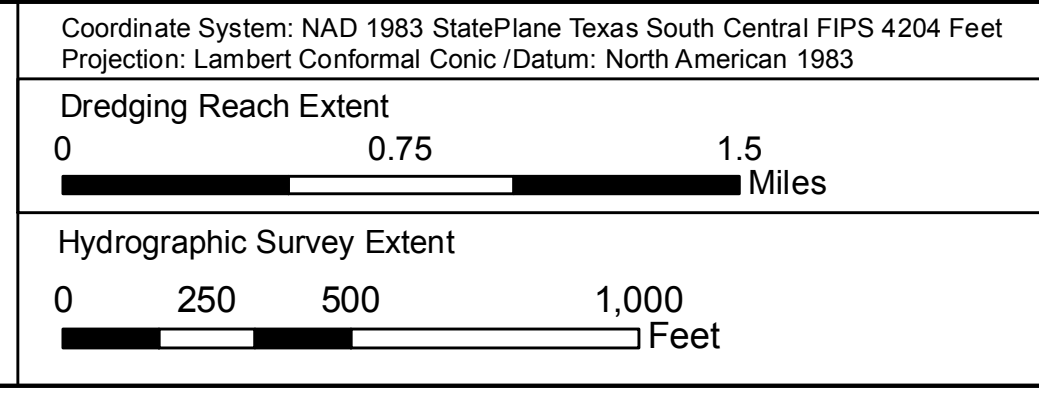 Coordinate System: NAD 1983 StatePlane Texas South Central FIPS 4204 Feet
Projection: Lambert Conformal Conic /Datum: North American 1983
Dredging Reach Extent
0 0.75 1.5
Miles
Hydrographic Survey Extent
0 250 500 1,000
Feet